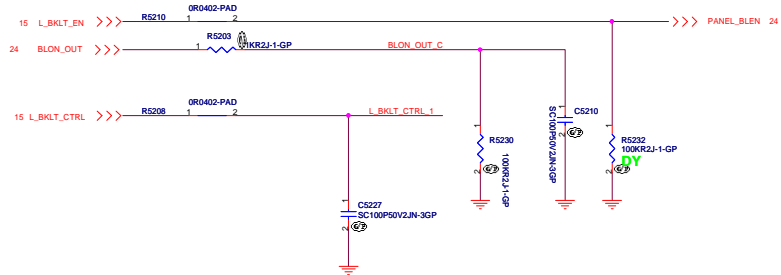 0R0402-PAD
15 L_BKLT_EN R5210 1 2 PANEL_BLEN 24
R5203
24 BLON_OUT 1 2 1KR2J-1-GP BLON_OUT_C
0R0402-PAD
15 L_BKLT_CTRL R5208 1 2 L_BKLT_CTRL_1
1 2 R5230 100KR2J-1-GP
1 2 C5210 SC100P50V2JN-3GP
1 2 R5232
100KR2J-1-GP
DY
1 C5227
SC100P50V2JN-3GP
2